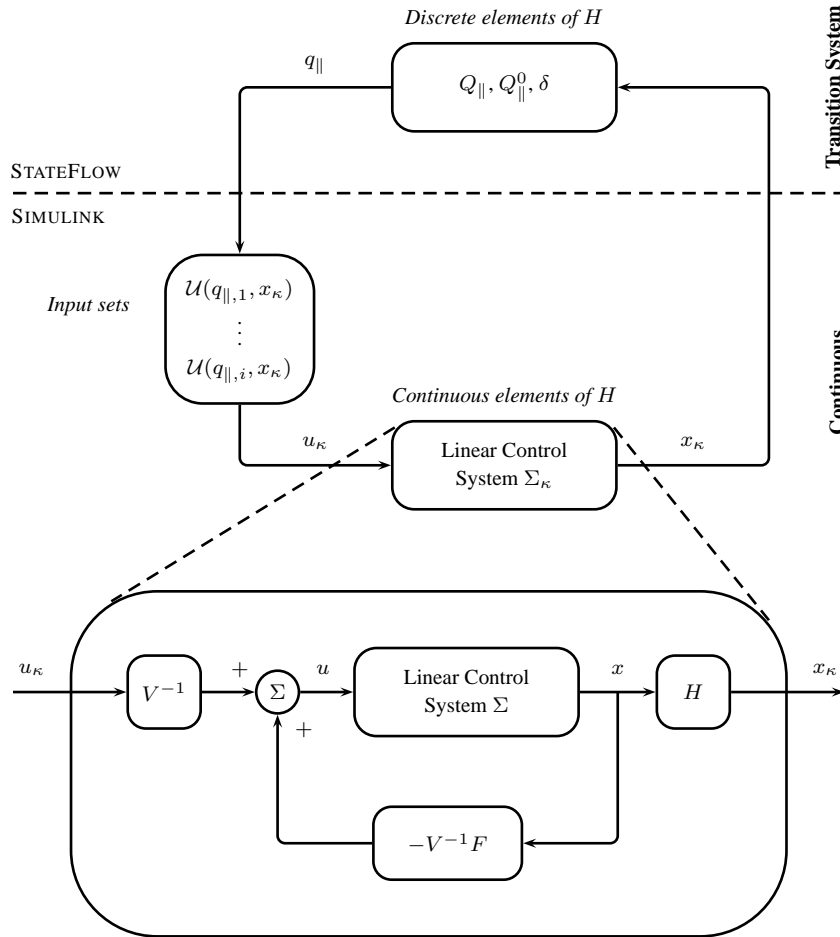 Discrete elements of H
q∥
Q∥, Q∥⁰, δ
Transition System
STATEFLOW
SIMULINK
Input sets
𝒰(q∥,1, xκ)
⋮
𝒰(q∥,i, xκ)
Continuous
Continuous elements of H
uκ
Linear Control
System Σκ
xκ
uκ
V⁻¹
+
Σ
+
u
Linear Control
System Σ
x
H
xκ
−V⁻¹F